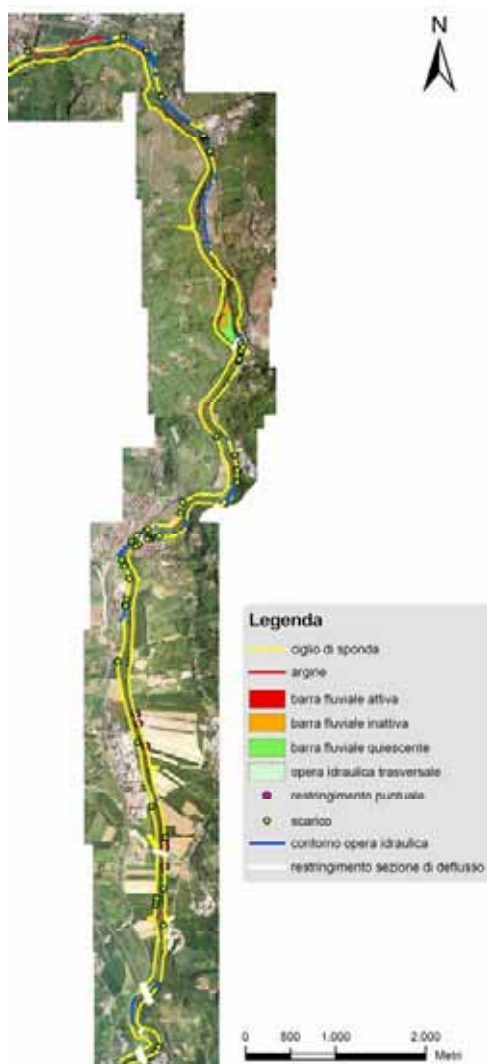 N
Legenda
ciglio di sponda
argine
barra fluviale attiva
barra fluviale inattiva
barra fluviale quiescente
opera idraulica trasversale
restringimento puntuale
scarico
contorno opera idraulica
restringimento sezione di deflusso
0 500 1.000 2.000
Metri